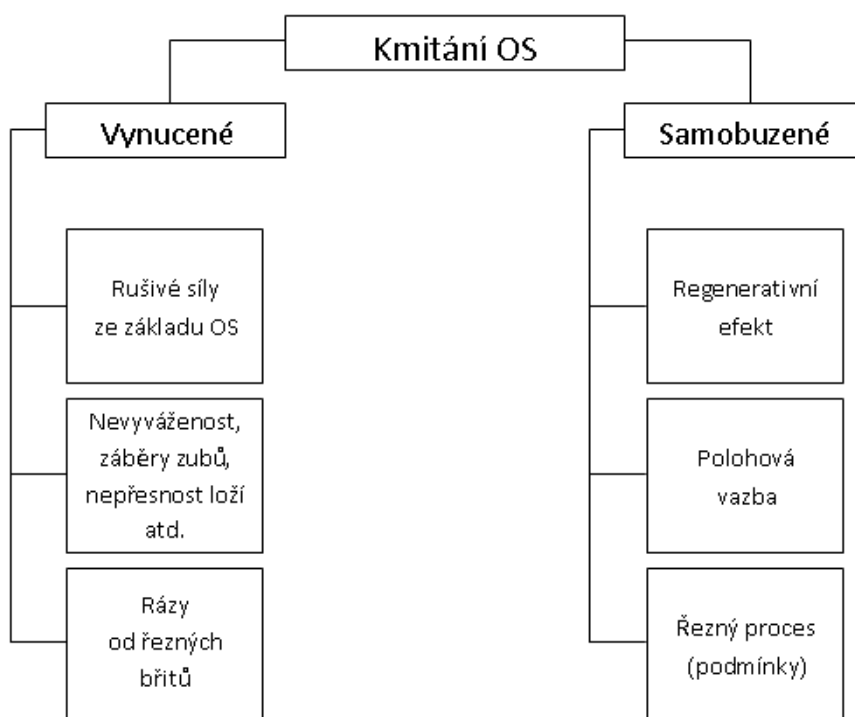 Kmitání OS
Vynucené
Samobuzené
Rušivé síly
ze základu OS
Nevyváženost,
záběry zubů,
nepřesnost loží
atd.
Rázy
od řezných
břitů
Regenerativní
efekt
Polohová
vazba
Řezný proces
(podmínky)